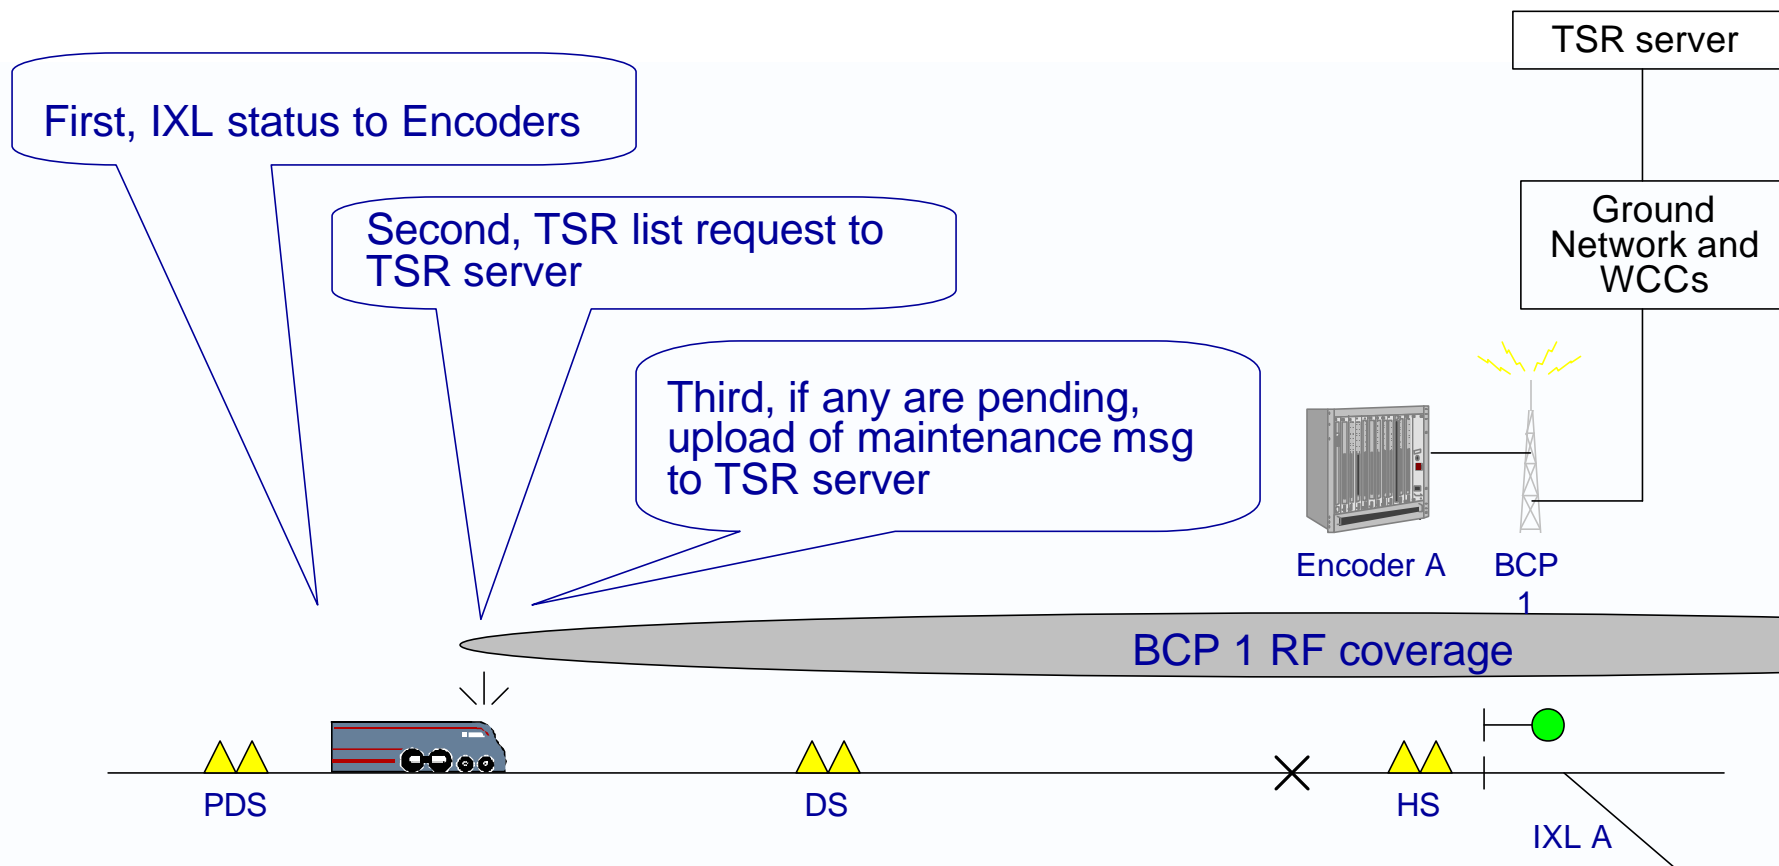 TSR server
First, IXL status to Encoders
Second, TSR list request to
TSR server
Ground
Network and
WCCs
Third, if any are pending,
upload of maintenance msg
to TSR server
Encoder A
BCP
1
BCP 1 RF coverage
PDS
DS
HS
IXL A